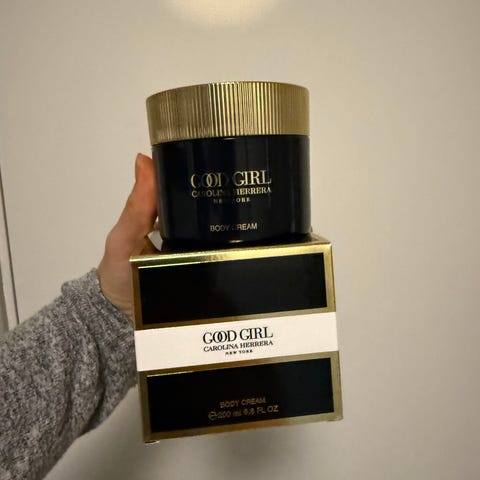 GOOD GIRL
CAROLINA HERRERA
NEW YORK
BODY CREAM
GOOD GIRL
CAROLINA HERRERA
NEW YORK
BODY CREAM
℮200 ml 6.8 FL OZ